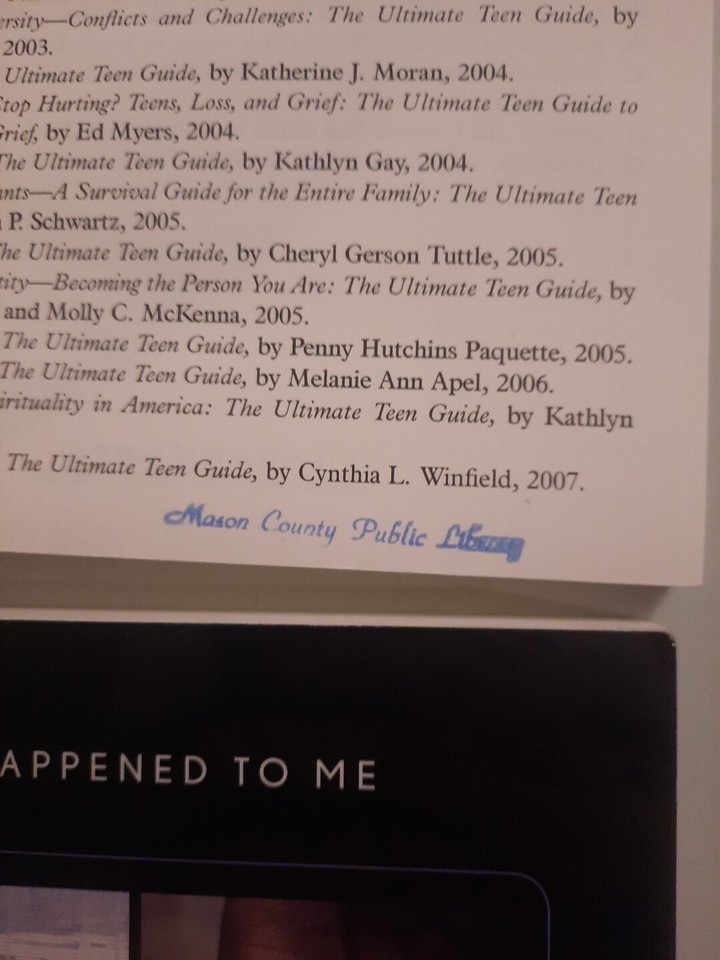 ersity—Conflicts and Challenges: The Ultimate Teen Guide, by
2003.
Ultimate Teen Guide, by Katherine J. Moran, 2004.
Stop Hurting? Teens, Loss, and Grief: The Ultimate Teen Guide to
Grief, by Ed Myers, 2004.
The Ultimate Teen Guide, by Kathlyn Gay, 2004.
nts—A Survival Guide for the Entire Family: The Ultimate Teen
P. Schwartz, 2005.
The Ultimate Teen Guide, by Cheryl Gerson Tuttle, 2005.
tity—Becoming the Person You Are: The Ultimate Teen Guide, by
and Molly C. McKenna, 2005.
The Ultimate Teen Guide, by Penny Hutchins Paquette, 2005.
The Ultimate Teen Guide, by Melanie Ann Apel, 2006.
irituality in America: The Ultimate Teen Guide, by Kathlyn
The Ultimate Teen Guide, by Cynthia L. Winfield, 2007.
Mason County Public Library
APPENED TO ME